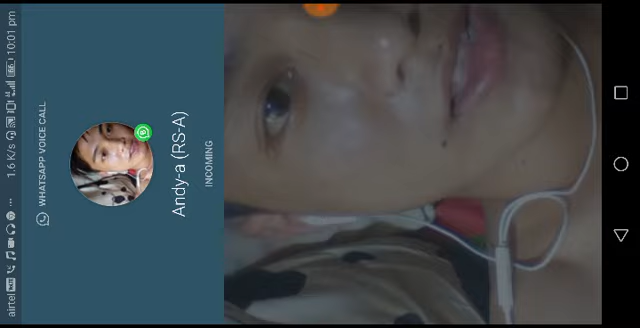 airtel 1.6 K/s 10:01 pm
WHATSAPP VOICE CALL
Andy-a (RS-A)
INCOMING